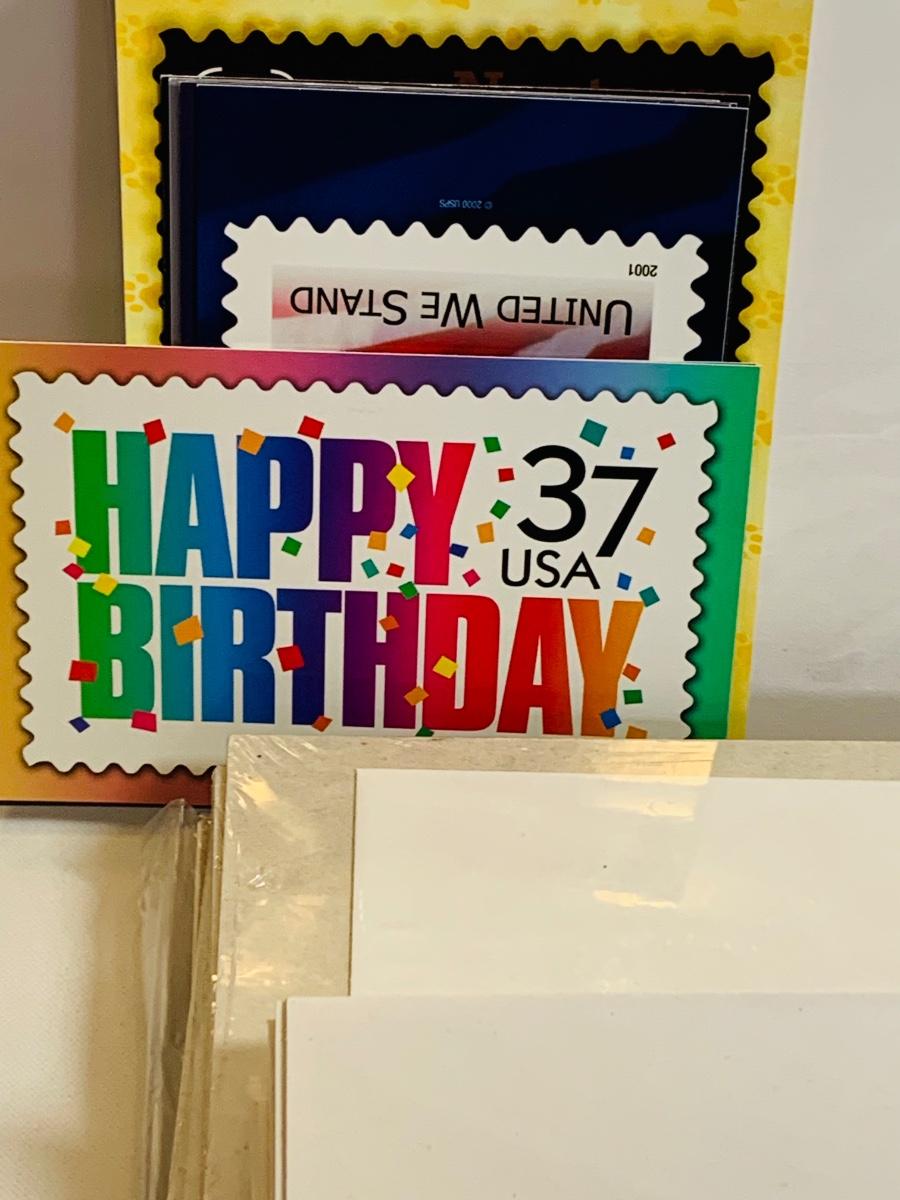 © 2000 USPS
2001
UNITED WE STAND
HAPPY
BIRTHDAY
37
USA